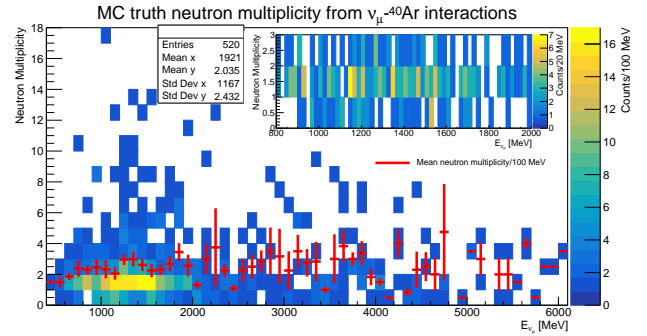 MC truth neutron multiplicity from νμ-⁴⁰Ar interactions
Neutron Multiplicity
18
16
14
12
10
8
6
4
2
0
1000 2000 3000 4000 5000 6000
Eνμ [MeV]
Entries 520
Mean x 1921
Mean y 2.035
Std Dev x 1167
Std Dev y 2.432
Neutron Multiplicity
3
2.5
2
1.5
1
0.5
0
800 1000 1200 1400 1600 1800 2000
Eνμ [MeV]
7
6
5
4
3
2
1
0
Counts/20 MeV
Mean neutron multiplicity/100 MeV
16
14
12
10
8
6
4
2
0
Counts/100 MeV